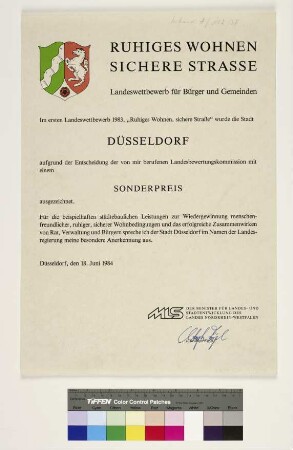 RUHIGES WOHNEN
SICHERE STRASSE
Landeswettbewerb für Bürger und Gemeinden
Im ersten Landeswettbewerb 1983, „Ruhiges Wohnen, sichere Straße“ wurde die Stadt
DÜSSELDORF
aufgrund der Entscheidung der von mir berufenen Landesbewertungskommission mit
einem
SONDERPREIS
ausgezeichnet.
Für die beispielhaften städtebaulichen Leistungen zur Wiedergewinnung menschen-
freundlicher, ruhiger, sicherer Wohnbedingungen und das erfolgreiche Zusammenwirken
von Rat, Verwaltung und Bürgern spreche ich der Stadt Düsseldorf im Namen der Landes-
regierung meine besondere Anerkennung aus.
Düsseldorf, den 18. Juni 1984
MLS DER MINISTER FÜR LANDES- UND
STADTENTWICKLUNG DES
LANDES NORDRHEIN-WESTFALEN
TIFFEN Color Control Patches